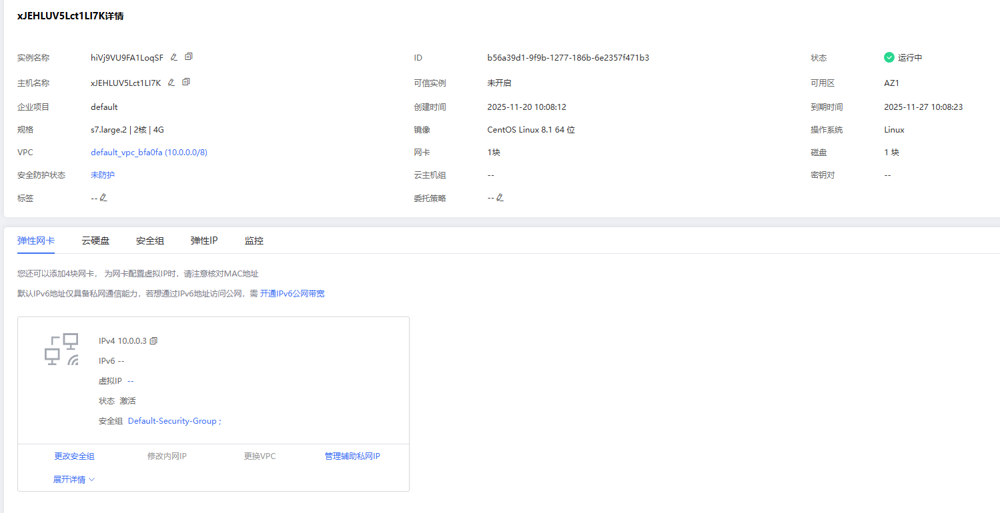 xJEHLUV5Lct1LI7K详情
实例名称 hiVj9VU9FA1LoqSF ID b56a39d1-9f9b-1277-186b-6e2357f471b3 状态 运行中
主机名称 xJEHLUV5Lct1LI7K 可信实例 未开启 可用区 AZ1
企业项目 default 创建时间 2025-11-20 10:08:12 到期时间 2025-11-27 10:08:23
规格 s7.large.2 | 2核 | 4G 镜像 CentOS Linux 8.1 64 位 操作系统 Linux
VPC default_vpc_bfa0fa (10.0.0.0/8) 网卡 1块 磁盘 1 块
安全防护状态 未防护 云主机组 -- 密钥对 --
标签 -- 委托策略 --
弹性网卡 云硬盘 安全组 弹性IP 监控
您还可以添加4块网卡， 为网卡配置虚拟IP时，请注意核对MAC地址
默认IPv6地址仅具备私网通信能力，若想通过IPv6地址访问公网，需 开通IPv6公网带宽
IPv4 10.0.0.3
IPv6 --
虚拟IP --
状态 激活
安全组 Default-Security-Group ;
更改安全组 修改内网IP 更换VPC 管理辅助私网IP
展开详情